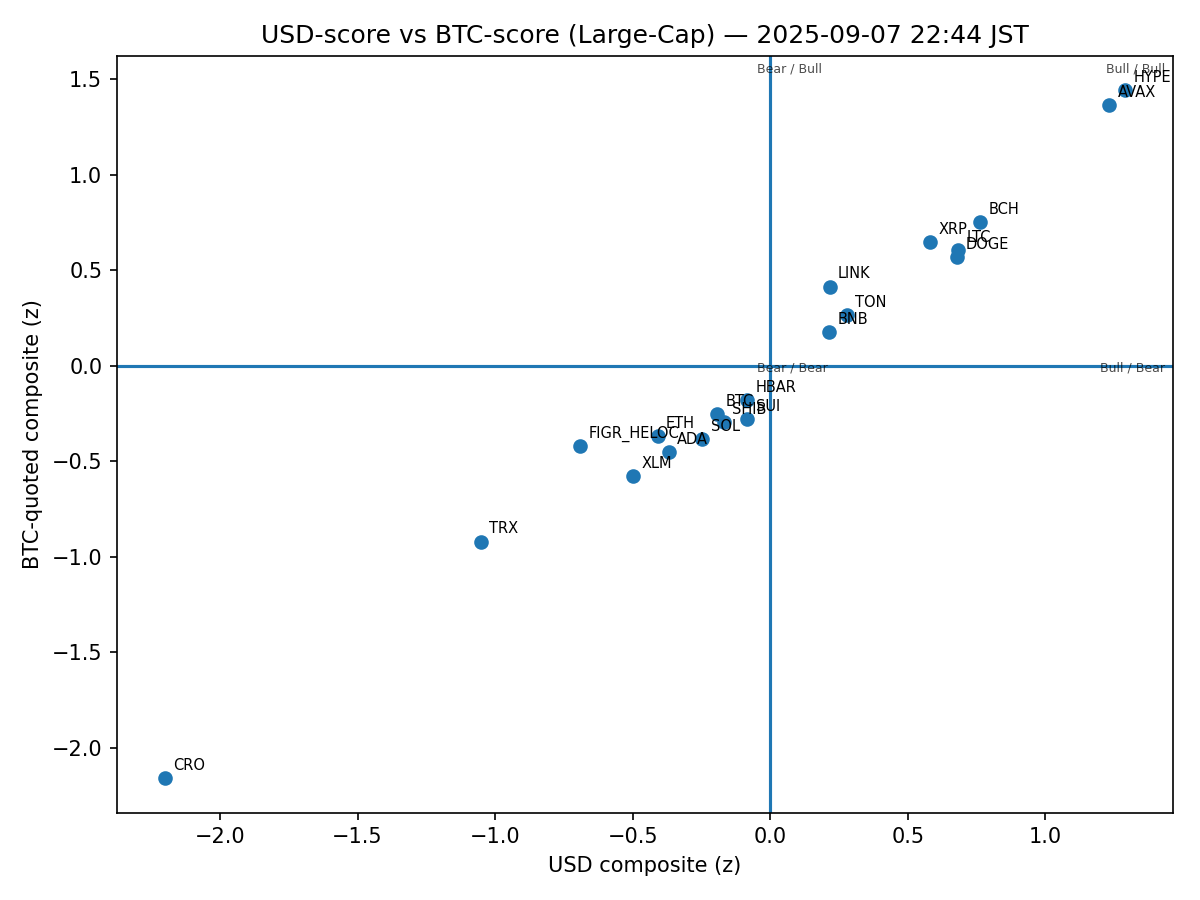 USD-score vs BTC-score (Large-Cap) — 2025-09-07 22:44 JST
Bear / Bull
Bull / Bull
HYPE
AVAX
BCH
XRP
LTC
DOGE
LINK
TON
BNB
Bear / Bear
Bull / Bear
HBAR
BTC
SHIB
SUI
ETH
SOL
FIGR_HELOC
ADA
XLM
TRX
CRO
1.5
1.0
0.5
0.0
−0.5
−1.0
−1.5
−2.0
BTC-quoted composite (z)
−2.0
−1.5
−1.0
−0.5
0.0
0.5
1.0
USD composite (z)